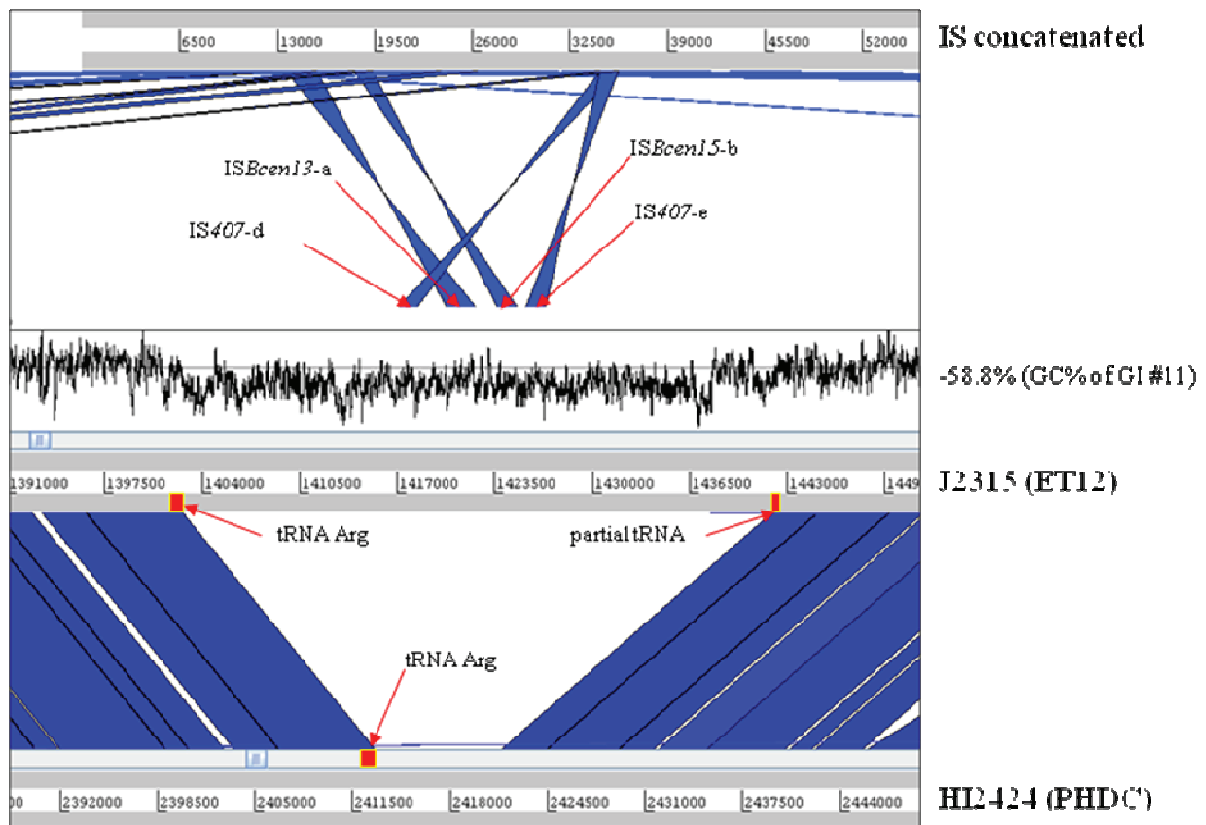 6500 13000 19500 26000 32500 39000 45500 52000
IS concatenated
ISBcen13-a
ISBcen15-b
IS407-d
IS407-e
-58.8% (GC% of GI #11)
1391000 1397500 1404000 1410500 1417000 1423500 1430000 1436500 1443000 1449
J2315 (ET12)
tRNA Arg
partial tRNA
tRNA Arg
00 2392000 2398500 2405000 2411500 2418000 2424500 2431000 2437500 2444000
HI2424 (PHDC)